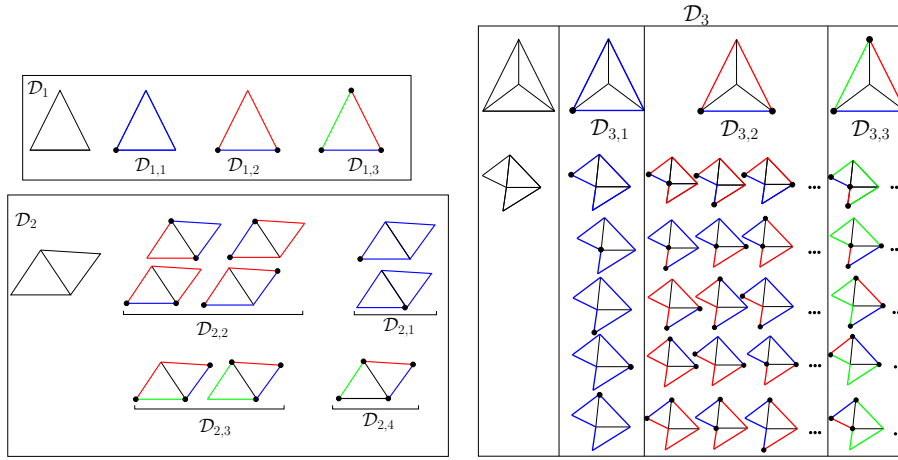 𝒟₃
𝒟₁
𝒟₁,₁ 𝒟₁,₂ 𝒟₁,₃
𝒟₃,₁ 𝒟₃,₂ 𝒟₃,₃
...
𝒟₂
...
...
𝒟₂,₂ 𝒟₂,₁
...
𝒟₂,₃ 𝒟₂,₄
...